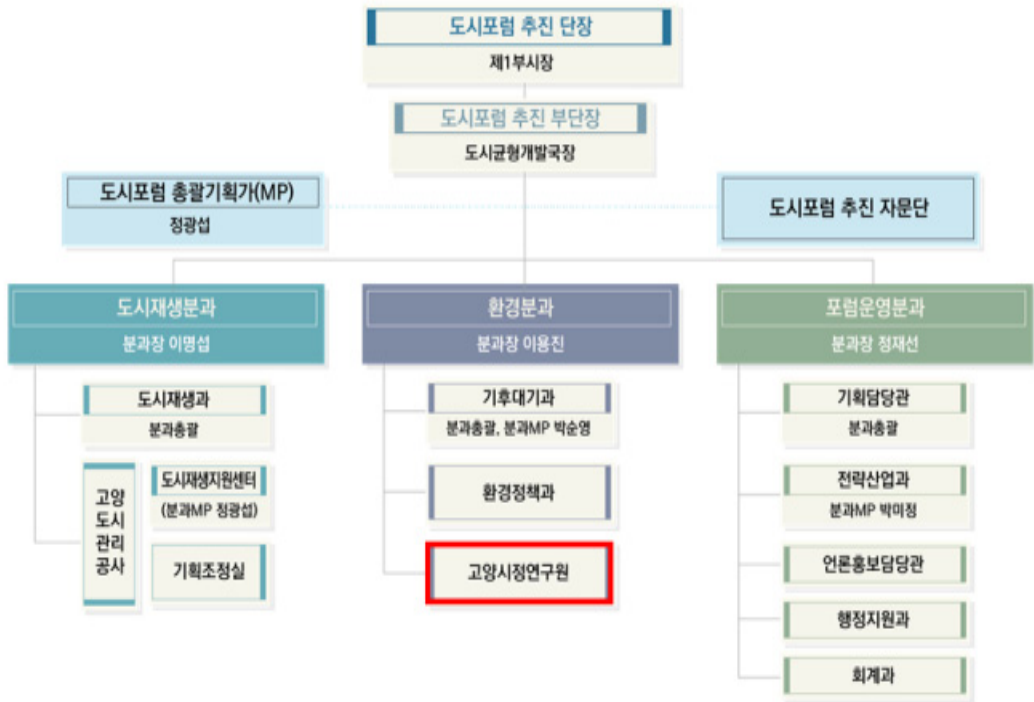 도시포럼 추진 단장
제1부시장
도시포럼 추진 부단장
도시균형개발국장
도시포럼 총괄기획가(MP)
정광섭
도시포럼 추진 자문단
도시재생분과
분과장 이명섭
환경분과
분과장 이용진
포럼운영분과
분과장 정재선
도시재생과
분과총괄
고양
도시
관리
공사
도시재생지원센터
(분과MP 정광섭)
기획조정실
기후대기과
분과총괄, 분과MP 박순영
환경정책과
고양시정연구원
기획담당관
분과총괄
전략산업과
분과MP 박미정
언론홍보담당관
행정지원과
회계과